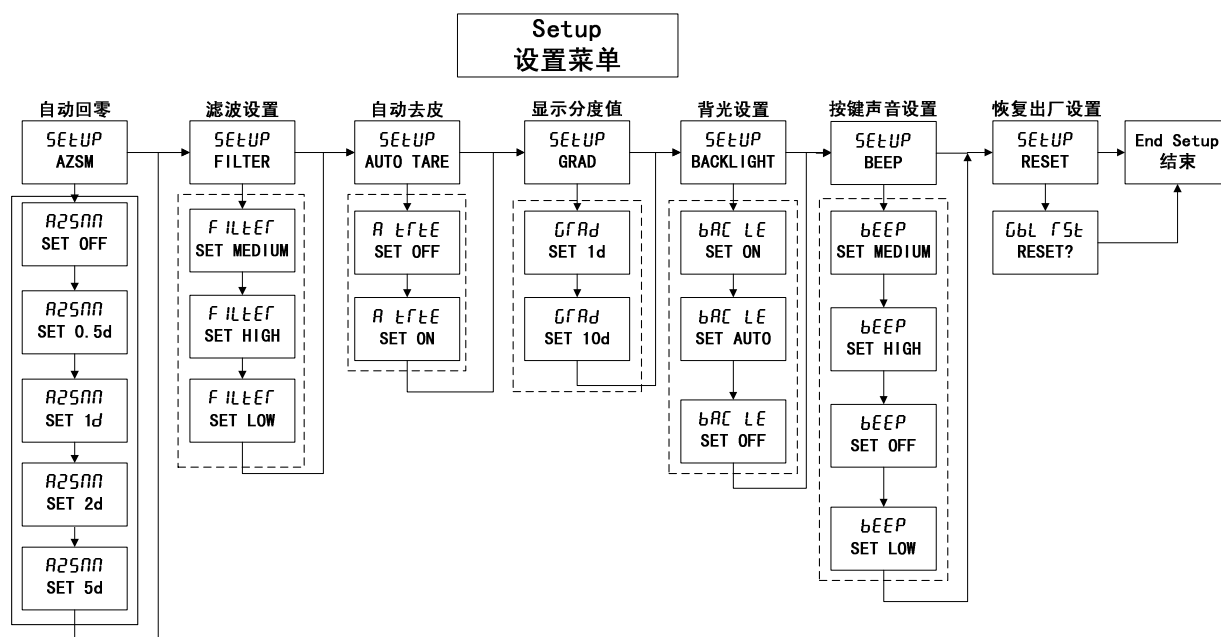 Setup
设置菜单
自动回零
SEtUP
AZSM
AZSM
SET OFF
AZSM
SET 0.5d
AZSM
SET 1d
AZSM
SET 2d
AZSM
SET 5d
滤波设置
SEtUP
FILTER
FILtEr
SET MEDIUM
FILtEr
SET HIGH
FILtEr
SET LOW
自动去皮
SEtUP
AUTO TARE
A trtE
SET OFF
A trtE
SET ON
显示分度值
SEtUP
GRAD
GrAd
SET 1d
GrAd
SET 10d
背光设置
SEtUP
BACKLIGHT
bAC LE
SET ON
bAC LE
SET AUTO
bAC LE
SET OFF
按键声音设置
SEtUP
BEEP
bEEP
SET MEDIUM
bEEP
SET HIGH
bEEP
SET OFF
bEEP
SET LOW
恢复出厂设置
SEtUP
RESET
GbL rSt
RESET?
End Setup
结束